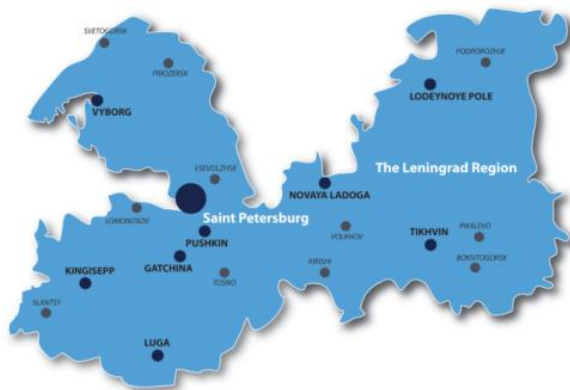 SVETOGORSK
PODPOROZHJE
PRIOZERSK
LODEYNOYE POLE
VYBORG
The Leningrad Region
VSEVOLZHSK
NOVAYA LADOGA
LOMONOSOV
Saint Petersburg
VOLKHOV
PIKALEVO
PUSHKIN
TIKHVIN
GATCHINA
KINGISEPP
TOSNO
KIRISHI
BOKSITOGORSK
SLANTSY
LUGA